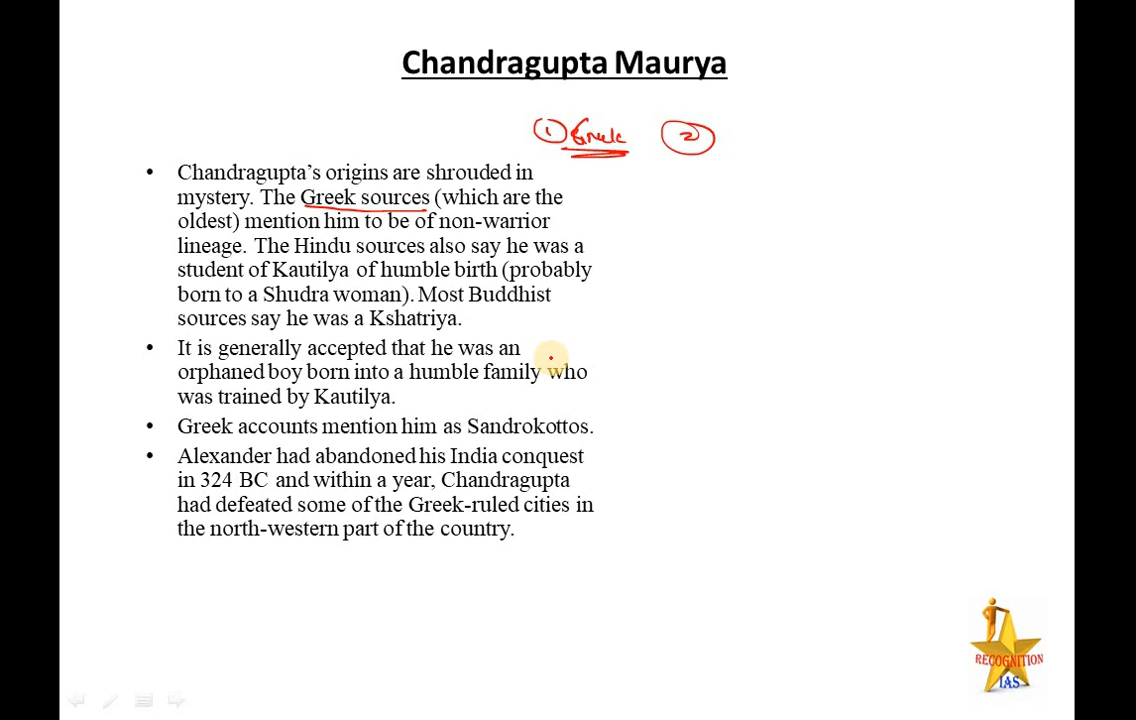 Chandragupta Maurya
① Greek ②
• Chandragupta’s origins are shrouded in
mystery. The Greek sources (which are the
oldest) mention him to be of non-warrior
lineage. The Hindu sources also say he was a
student of Kautilya of humble birth (probably
born to a Shudra woman). Most Buddhist
sources say he was a Kshatriya.
• It is generally accepted that he was an
orphaned boy born into a humble family who
was trained by Kautilya.
• Greek accounts mention him as Sandrokottos.
• Alexander had abandoned his India conquest
in 324 BC and within a year, Chandragupta
had defeated some of the Greek-ruled cities in
the north-western part of the country.
RECOGNITION
IAS